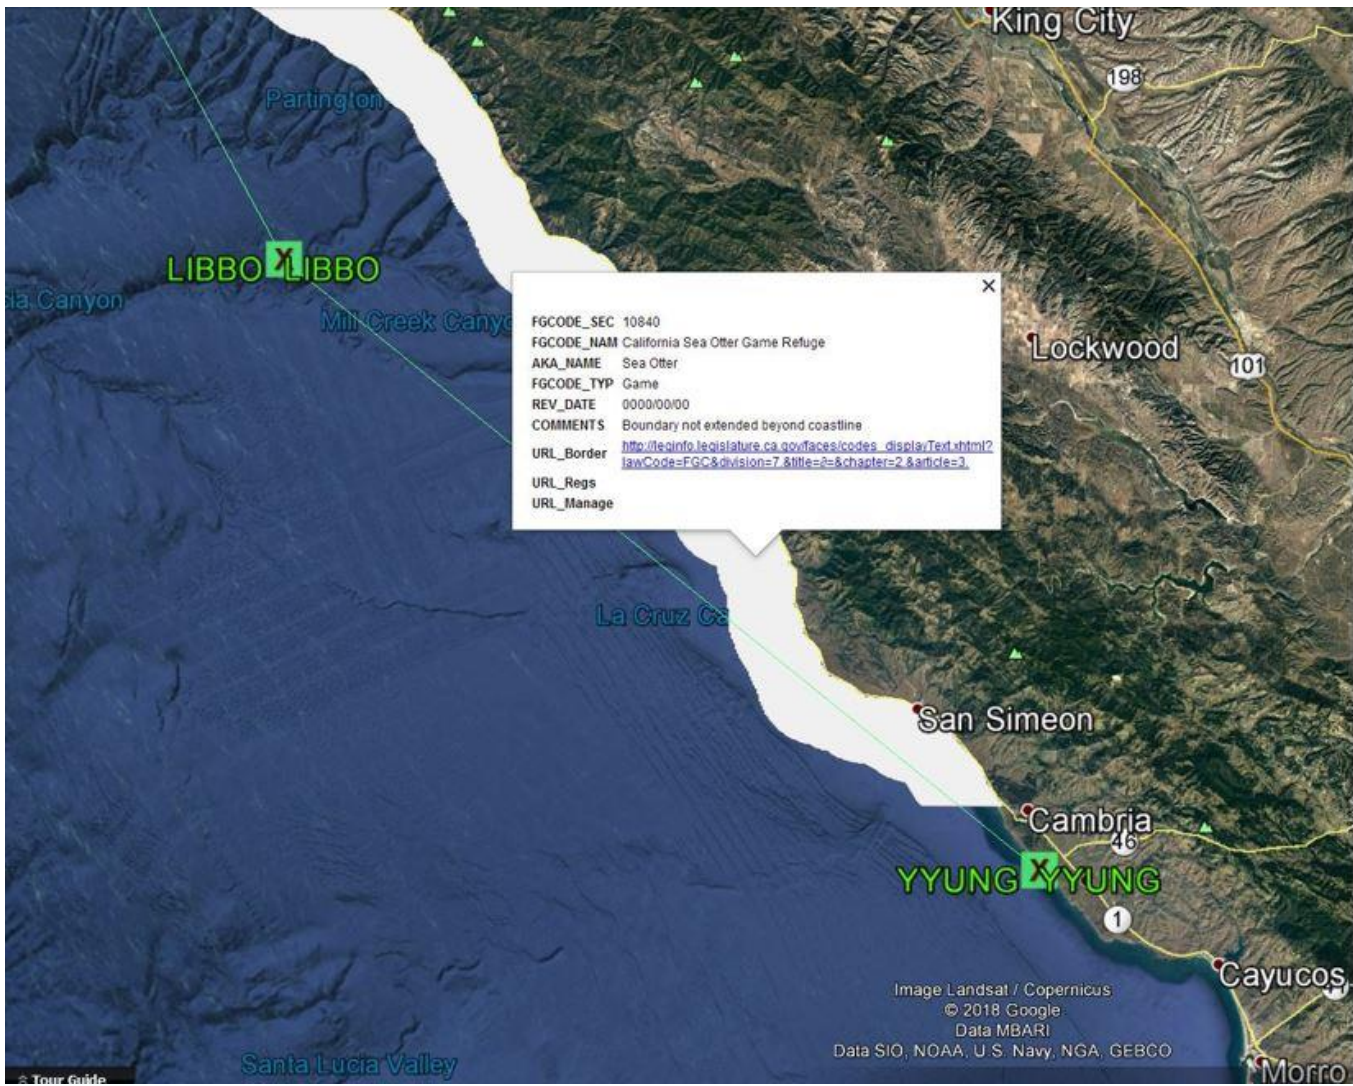 King City
198
Partington
LIBBO LIBBO
ia Canyon
Mill Creek Canyo
Lockwood
101
FGCODE_SEC 10840
FGCODE_NAM California Sea Otter Game Refuge
AKA_NAME Sea Otter
FGCODE_TYP Game
REV_DATE 0000/00/00
COMMENTS Boundary not extended beyond coastline
URL_Border http://leginfo.legislature.ca.gov/faces/codes_displayText.xhtml?
lawCode=FGC&division=7.&title=&part=&chapter=2.&article=3.
URL_Regs
URL_Manage
La Cruz Ca
San Simeon
Cambria
46
YYUNG YYUNG
1
Cayucos
Image Landsat / Copernicus
© 2018 Google
Data MBARI
Data SIO, NOAA, U.S. Navy, NGA, GEBCO
Santa Lucia Valley
Tour Guide
Morro